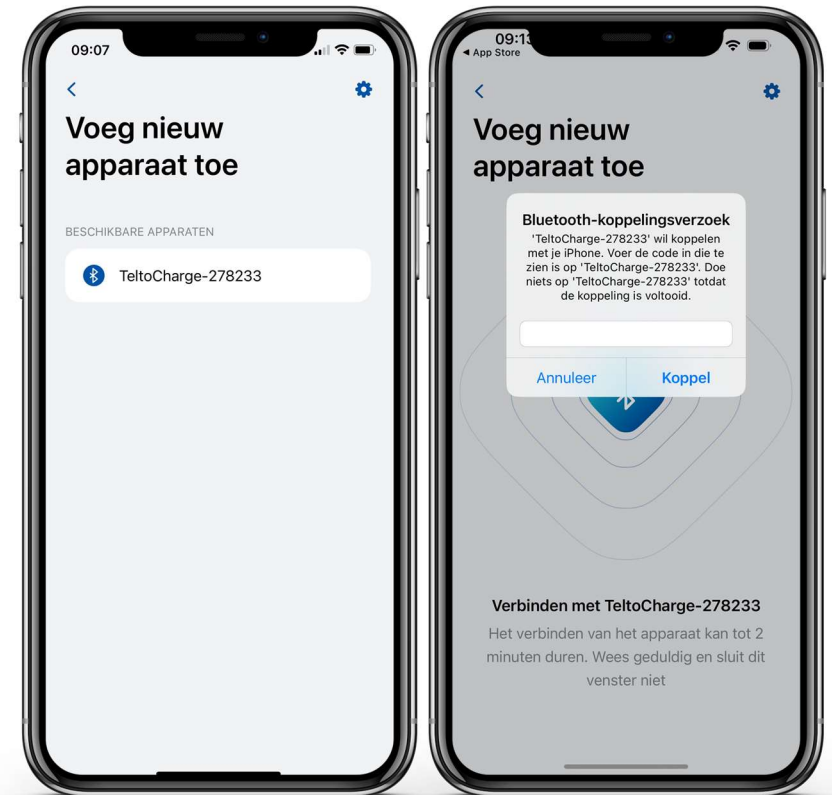 09:07
Voeg nieuw
apparaat toe
BESCHIKBARE APPARATEN
TeltoCharge-278233
09:13
◀ App Store
Voeg nieuw
apparaat toe
Bluetooth-koppelingsverzoek
'TeltoCharge-278233' wil koppelen
met je iPhone. Voer de code in die te
zien is op 'TeltoCharge-278233'. Doe
niets op 'TeltoCharge-278233' totdat
de koppeling is voltooid.
Annuleer
Koppel
Verbinden met TeltoCharge-278233
Het verbinden van het apparaat kan tot 2
minuten duren. Wees geduldig en sluit dit
venster niet